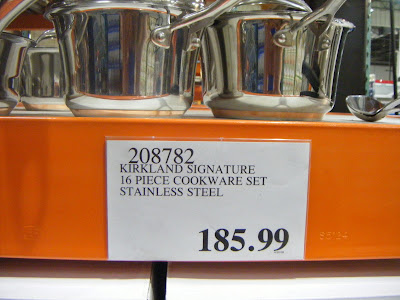 208782
KIRKLAND SIGNATURE
16 PIECE COOKWARE SET
STAINLESS STEEL
185.99